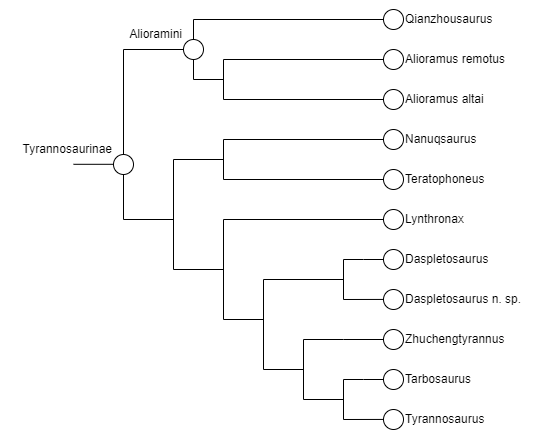 Alioramini
Qianzhousaurus
Alioramus remotus
Alioramus altai
Nanuqsaurus
Tyrannosaurinae
Teratophoneus
Lynthronax
Daspletosaurus
Daspletosaurus n. sp.
Zhuchengtyrannus
Tarbosaurus
Tyrannosaurus